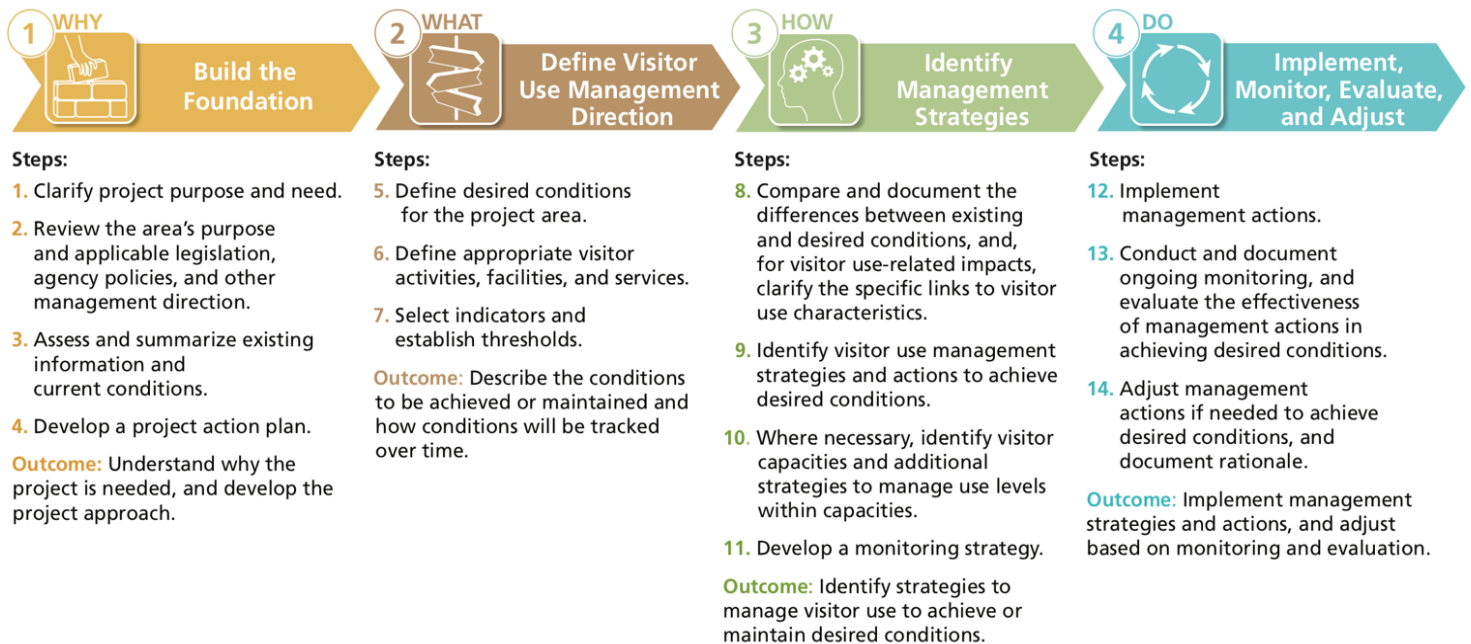 1 WHY
Build the
Foundation
Steps:
1. Clarify project purpose and need.
2. Review the area’s purpose
and applicable legislation,
agency policies, and other
management direction.
3. Assess and summarize existing
information and
current conditions.
4. Develop a project action plan.
Outcome: Understand why the
project is needed, and develop the
project approach.
2 WHAT
Define Visitor
Use Management
Direction
Steps:
5. Define desired conditions
for the project area.
6. Define appropriate visitor
activities, facilities, and services.
7. Select indicators and
establish thresholds.
Outcome: Describe the conditions
to be achieved or maintained and
how conditions will be tracked
over time.
3 HOW
Identify
Management
Strategies
Steps:
8. Compare and document the
differences between existing
and desired conditions, and,
for visitor use-related impacts,
clarify the specific links to visitor
use characteristics.
9. Identify visitor use management
strategies and actions to achieve
desired conditions.
10. Where necessary, identify visitor
capacities and additional
strategies to manage use levels
within capacities.
11. Develop a monitoring strategy.
Outcome: Identify strategies to
manage visitor use to achieve or
maintain desired conditions.
4 DO
Implement,
Monitor, Evaluate,
and Adjust
Steps:
12. Implement
management actions.
13. Conduct and document
ongoing monitoring, and
evaluate the effectiveness
of management actions in
achieving desired conditions.
14. Adjust management
actions if needed to achieve
desired conditions, and
document rationale.
Outcome: Implement management
strategies and actions, and adjust
based on monitoring and evaluation.